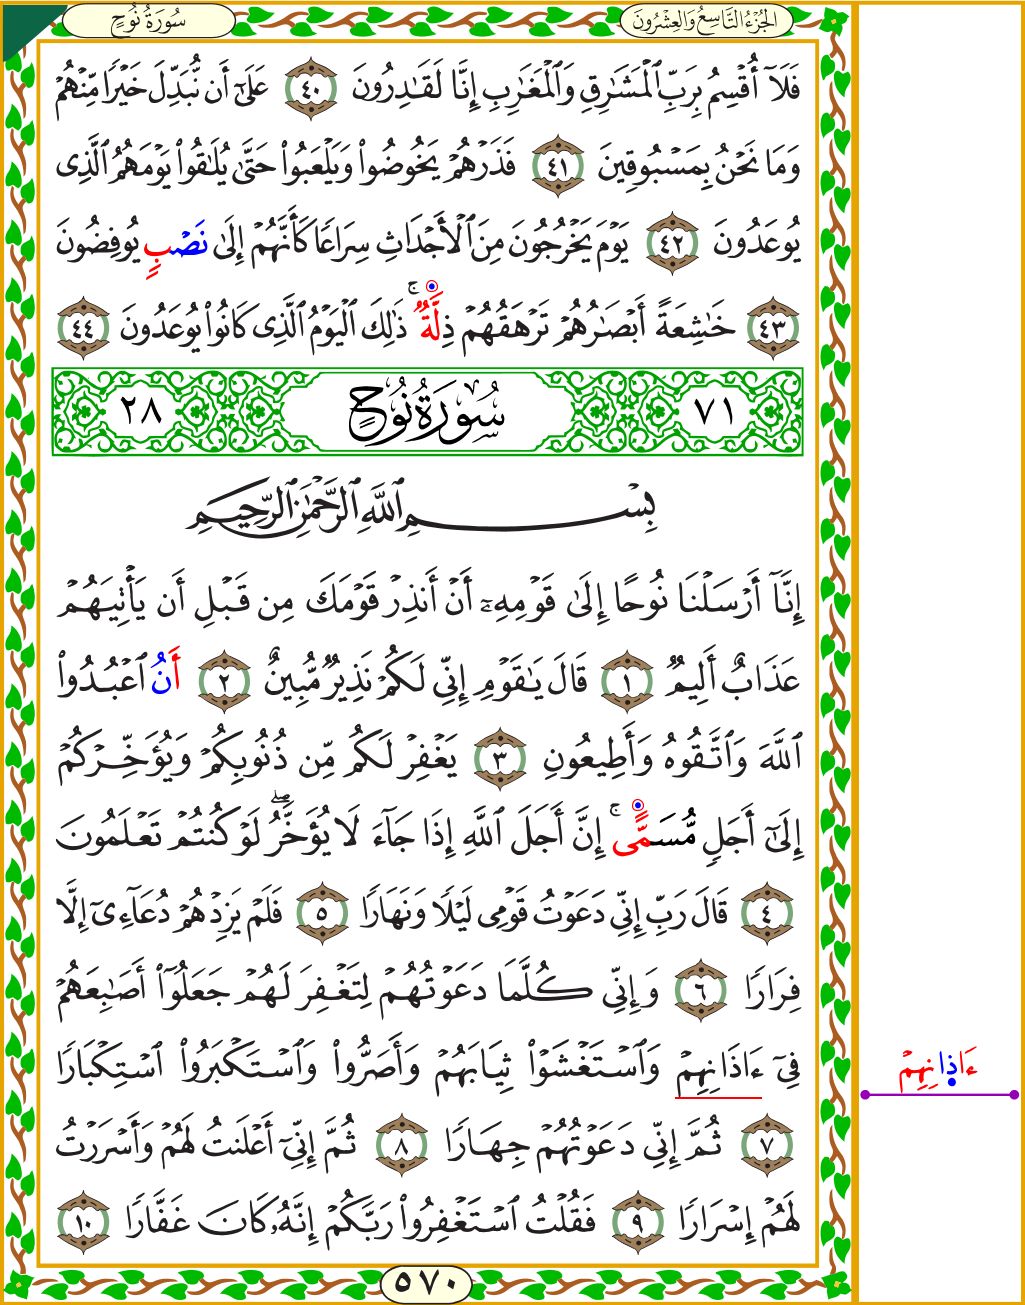 سُورَةُ نُوحٍ
الجُزْءُ التَّاسِعُ وَالعِشْرُونَ
فَلَآ أُقْسِمُ بِرَبِّ ٱلْمَشَٰرِقِ وَٱلْمَغَٰرِبِ إِنَّا لَقَٰدِرُونَ ٤٠ عَلَىٰٓ أَن نُّبَدِّلَ خَيْرًا مِّنْهُمْ
وَمَا نَحْنُ بِمَسْبُوقِينَ ٤١ فَذَرْهُمْ يَخُوضُوا۟ وَيَلْعَبُوا۟ حَتَّىٰ يُلَٰقُوا۟ يَوْمَهُمُ ٱلَّذِى
يُوعَدُونَ ٤٢ يَوْمَ يَخْرُجُونَ مِنَ ٱلْأَجْدَاثِ سِرَاعًا كَأَنَّهُمْ إِلَىٰ نَصْبٍ يُوفِضُونَ
٤٣ خَٰشِعَةً أَبْصَٰرُهُمْ تَرْهَقُهُمْ ذِلَّةٌ ۚ ذَٰلِكَ ٱلْيَوْمُ ٱلَّذِى كَانُوا۟ يُوعَدُونَ ٤٤
٧١ سُورَةُ نُوحٍ ٢٨
بِسْمِ ٱللَّهِ ٱلرَّحْمَٰنِ ٱلرَّحِيمِ
إِنَّآ أَرْسَلْنَا نُوحًا إِلَىٰ قَوْمِهِۦٓ أَنْ أَنذِرْ قَوْمَكَ مِن قَبْلِ أَن يَأْتِيَهُمْ
عَذَابٌ أَلِيمٌ ١ قَالَ يَٰقَوْمِ إِنِّى لَكُمْ نَذِيرٌ مُّبِينٌ ٢ أَنُ ٱعْبُدُوا۟
ٱللَّهَ وَٱتَّقُوهُ وَأَطِيعُونِ ٣ يَغْفِرْ لَكُم مِّن ذُنُوبِكُمْ وَيُؤَخِّرْكُمْ
إِلَىٰٓ أَجَلٍ مُّسَمًّى ۚ إِنَّ أَجَلَ ٱللَّهِ إِذَا جَآءَ لَا يُؤَخَّرُ ۖ لَوْ كُنتُمْ تَعْلَمُونَ
٤ قَالَ رَبِّ إِنِّى دَعَوْتُ قَوْمِى لَيْلًا وَنَهَارًا ٥ فَلَمْ يَزِدْهُمْ دُعَآءِىٓ إِلَّا
فِرَارًا ٦ وَإِنِّى كُلَّمَا دَعَوْتُهُمْ لِتَغْفِرَ لَهُمْ جَعَلُوٓا۟ أَصَٰبِعَهُمْ
فِىٓ ءَاذَانِهِمْ وَٱسْتَغْشَوْا۟ ثِيَابَهُمْ وَأَصَرُّوا۟ وَٱسْتَكْبَرُوا۟ ٱسْتِكْبَارًا
ءَاذِانِهِمْ
٧ ثُمَّ إِنِّى دَعَوْتُهُمْ جِهَارًا ٨ ثُمَّ إِنِّىٓ أَعْلَنتُ لَهُمْ وَأَسْرَرْتُ
لَهُمْ إِسْرَارًا ٩ فَقُلْتُ ٱسْتَغْفِرُوا۟ رَبَّكُمْ إِنَّهُۥ كَانَ غَفَّارًا ١٠
٥٧٠